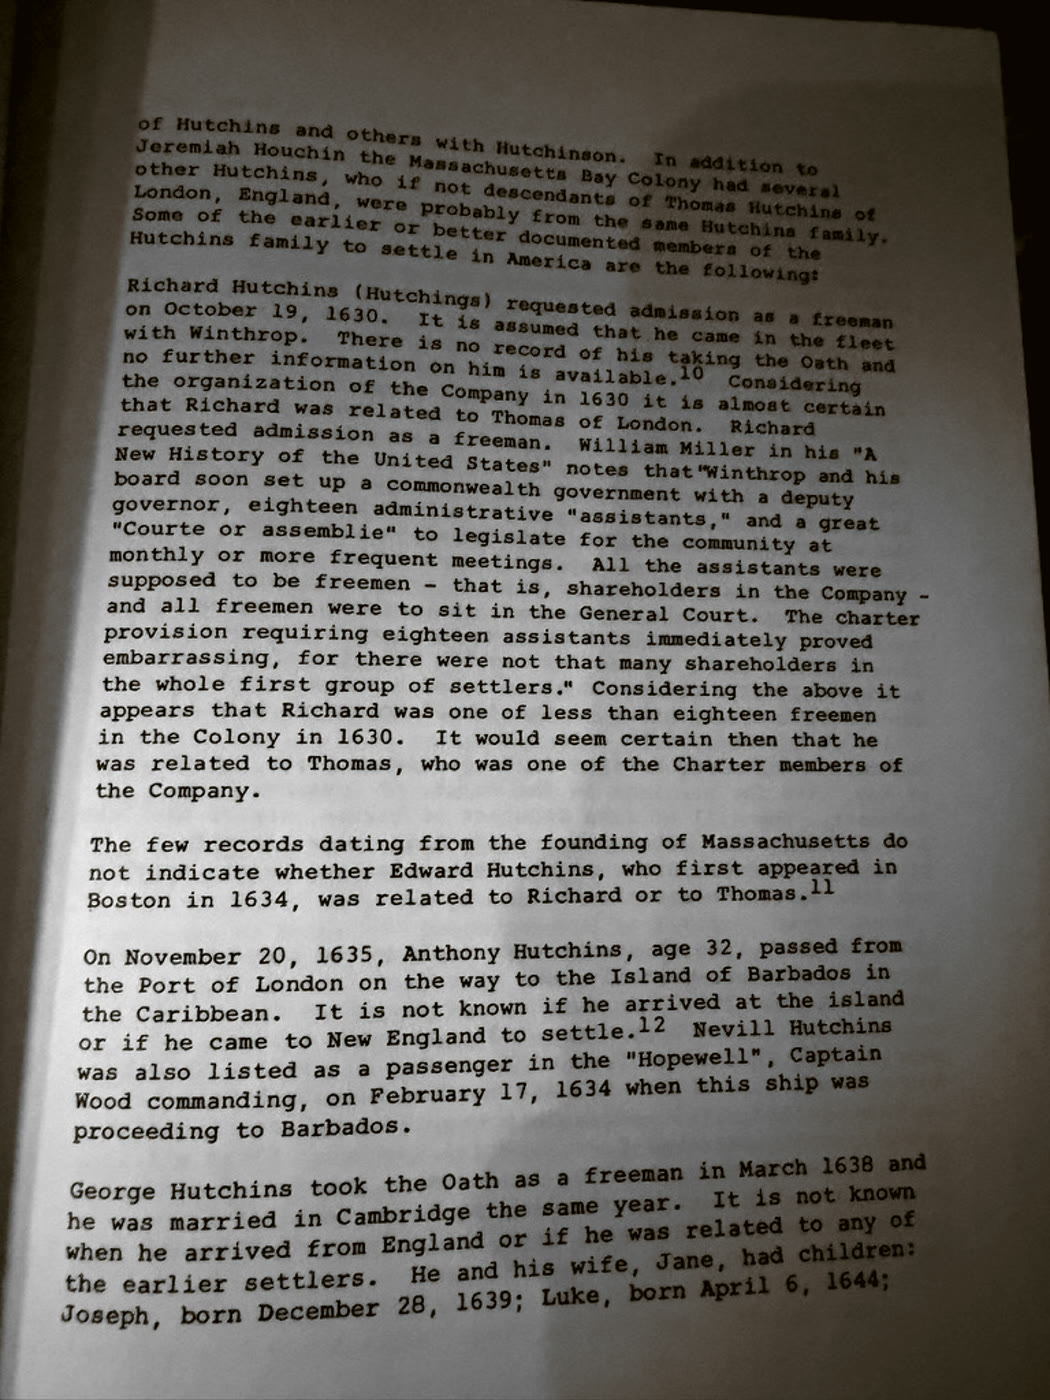 of Hutchins and others with Hutchinson. In addition to
Jeremiah Houchin the Massachusetts Bay Colony had several
other Hutchins, who if not descendants of Thomas Hutchins of
London, England, were probably from the same Hutchins family.
Some of the earlier or better documented members of the
Hutchins family to settle in America are the following:
Richard Hutchins (Hutchings) requested admission as a freeman
on October 19, 1630. It is assumed that he came in the fleet
with Winthrop. There is no record of his taking the Oath and
no further information on him is available.10 Considering
the organization of the Company in 1630 it is almost certain
that Richard was related to Thomas of London. Richard
requested admission as a freeman. William Miller in his "A
New History of the United States" notes that "Winthrop and his
board soon set up a commonwealth government with a deputy
governor, eighteen administrative "assistants," and a great
"Courte or assemblie" to legislate for the community at
monthly or more frequent meetings. All the assistants were
supposed to be freemen - that is, shareholders in the Company -
and all freemen were to sit in the General Court. The charter
provision requiring eighteen assistants immediately proved
embarrassing, for there were not that many shareholders in
the whole first group of settlers." Considering the above it
appears that Richard was one of less than eighteen freemen
in the Colony in 1630. It would seem certain then that he
was related to Thomas, who was one of the Charter members of
the Company.
The few records dating from the founding of Massachusetts do
not indicate whether Edward Hutchins, who first appeared in
Boston in 1634, was related to Richard or to Thomas.11
On November 20, 1635, Anthony Hutchins, age 32, passed from
the Port of London on the way to the Island of Barbados in
the Caribbean. It is not known if he arrived at the island
or if he came to New England to settle.12 Nevill Hutchins
was also listed as a passenger in the "Hopewell", Captain
Wood commanding, on February 17, 1634 when this ship was
proceeding to Barbados.
George Hutchins took the Oath as a freeman in March 1638 and
he was married in Cambridge the same year. It is not known
when he arrived from England or if he was related to any of
the earlier settlers. He and his wife, Jane, had children:
Joseph, born December 28, 1639; Luke, born April 6, 1644;